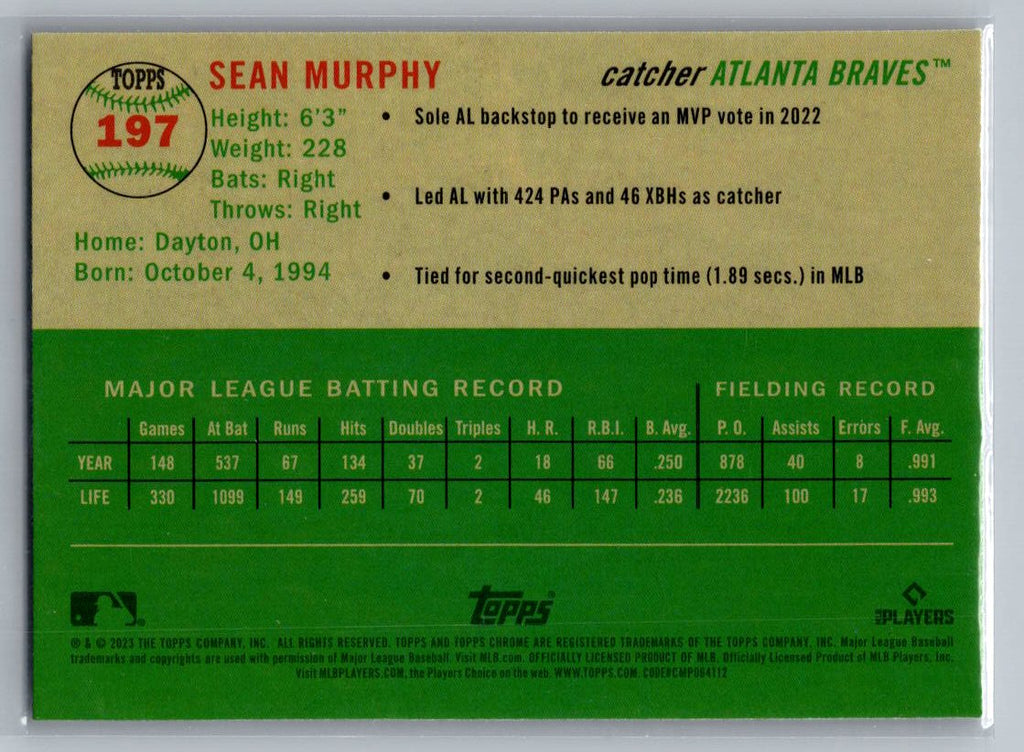 TOPPS
197
SEAN MURPHY
catcher ATLANTA BRAVES™
Height: 6'3"
Weight: 228
Bats: Right
Throws: Right
Home: Dayton, OH
Born: October 4, 1994
• Sole AL backstop to receive an MVP vote in 2022
• Led AL with 424 PAs and 46 XBHs as catcher
• Tied for second-quickest pop time (1.89 secs.) in MLB
MAJOR LEAGUE BATTING RECORD FIELDING RECORD
Games At Bat Runs Hits Doubles Triples H. R. R.B.I. B. Avg. P. O. Assists Errors F. Avg.
YEAR 148 537 67 134 37 2 18 66 .250 878 40 8 .991
LIFE 330 1099 149 259 70 2 46 147 .236 2236 100 17 .993
Topps®
PLAYERS
® & © 2023 THE TOPPS COMPANY, INC. ALL RIGHTS RESERVED. TOPPS AND TOPPS CHROME ARE REGISTERED TRADEMARKS OF THE TOPPS COMPANY, INC. Major League Baseball
trademarks and copyrights are used with permission of Major League Baseball. Visit MLB.com. OFFICIALLY LICENSED PRODUCT OF MLB. Officially Licensed Product of MLB Players, Inc.
Visit MLBPLAYERS.COM, the Players Choice on the web. WWW.TOPPS.COM. CODE#CMP084112